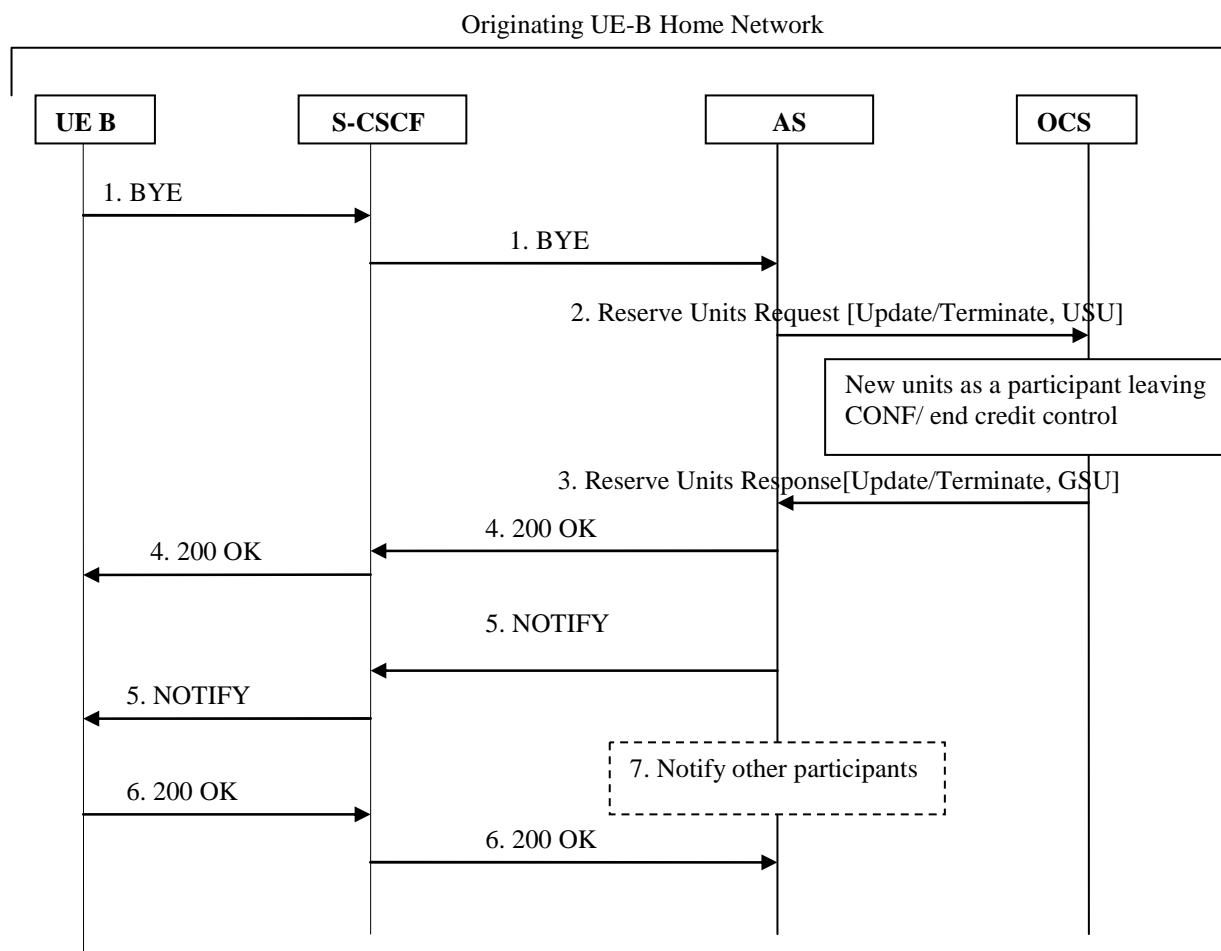 Originating UE-B Home Network
UE B
S-CSCF
AS
OCS
1. BYE
1. BYE
2. Reserve Units Request [Update/Terminate, USU]
New units as a participant leaving
CONF/ end credit control
3. Reserve Units Response[Update/Terminate, GSU]
4. 200 OK
4. 200 OK
5. NOTIFY
5. NOTIFY
7. Notify other participants
6. 200 OK
6. 200 OK